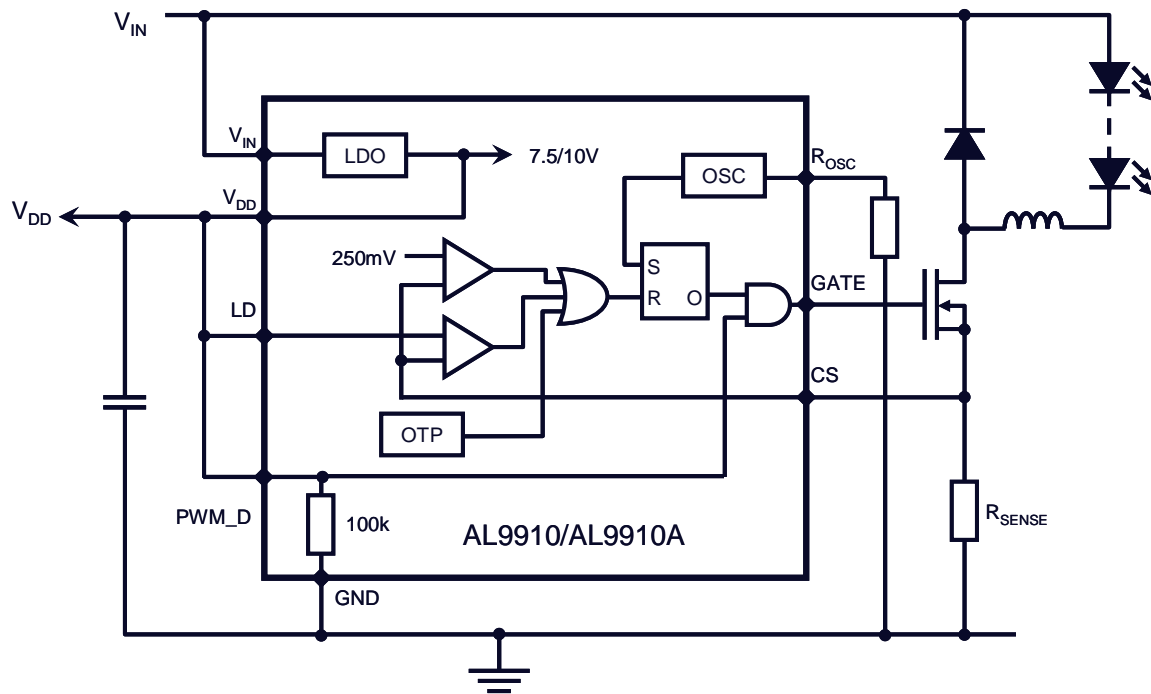 VIN
VIN
LDO
7.5/10V
ROSC
OSC
VDD
VDD
250mV
S
R
O
GATE
LD
CS
OTP
PWM_D
100k
AL9910/AL9910A
RSENSE
GND